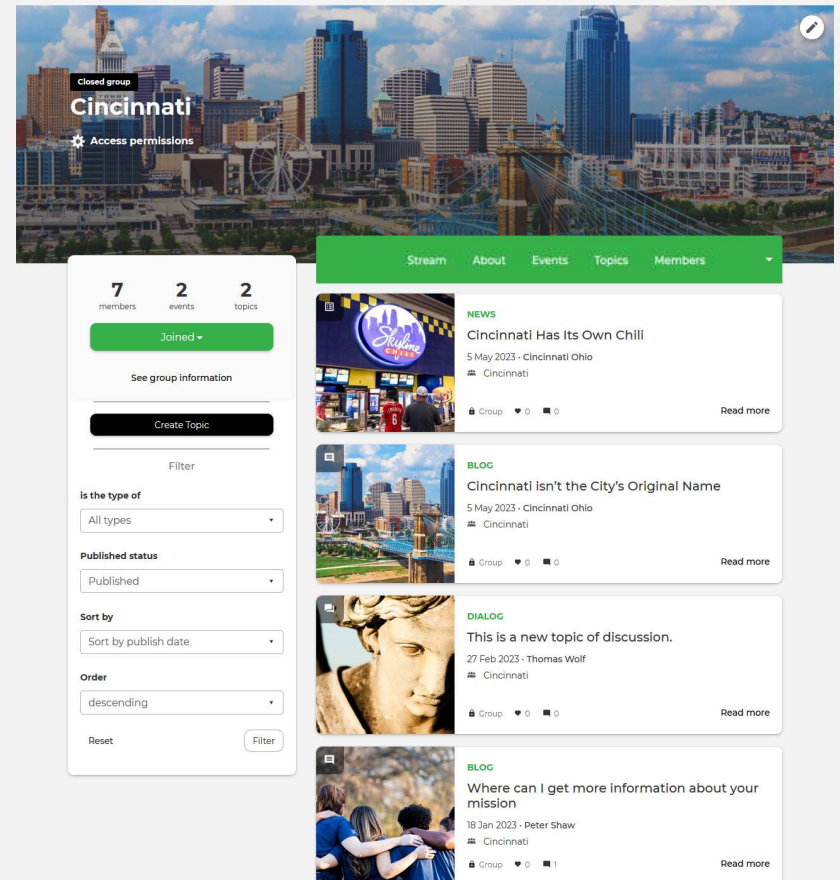 Closed group
Cincinnati
Access permissions
Stream About Events Topics Members
7 2 2
members events topics
Joined
See group information
Create Topic
Filter
is the type of
All types
Published status
Published
Sort by
Sort by publish date
Order
descending
Reset Filter
NEWS
Cincinnati Has Its Own Chili
5 May 2023 · Cincinnati Ohio
Cincinnati
Group 0 0 Read more
Skyline
CHILI
6
BLOG
Cincinnati isn't the City's Original Name
5 May 2023 · Cincinnati Ohio
Cincinnati
Group 0 0 Read more
DIALOG
This is a new topic of discussion.
27 Feb 2023 · Thomas Wolf
Cincinnati
Group 0 0 Read more
BLOG
Where can I get more information about your
mission
18 Jan 2023 · Peter Shaw
Cincinnati
Group 0 1 Read more